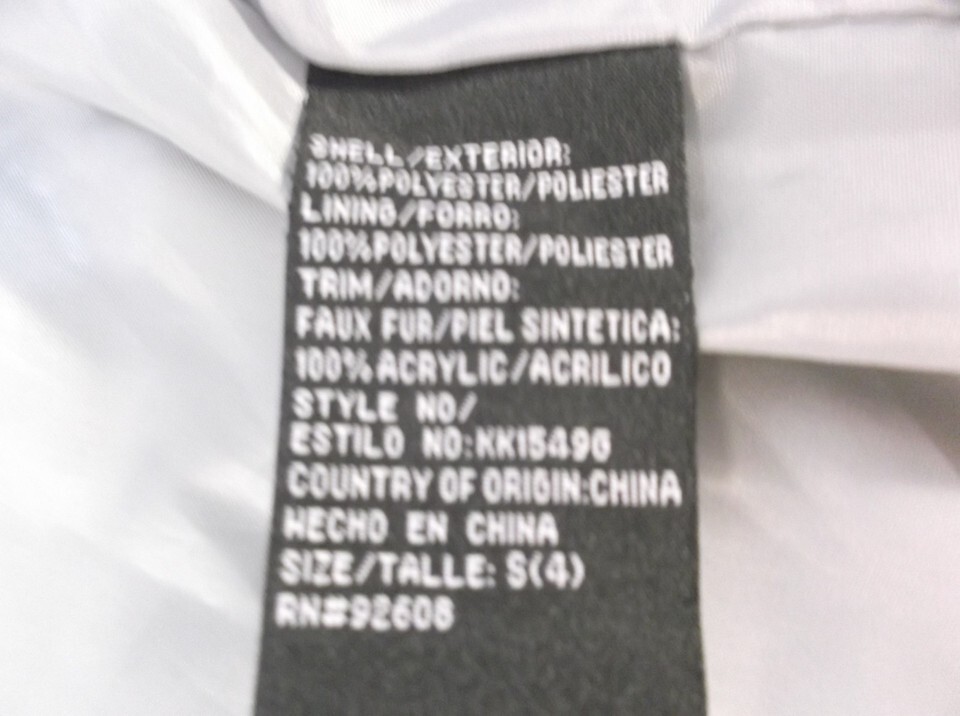 SHELL/EXTERIOR:
100%POLYESTER/POLIESTER
LINING/FORRO:
100%POLYESTER/POLIESTER
TRIM/ADORNO:
FAUX FUR/PIEL SINTETICA:
100% ACRYLIC/ACRILICO
STYLE NO/
ESTILO NO:KK15496
COUNTRY OF ORIGIN:CHINA
HECHO EN CHINA
SIZE/TALLE: S(4)
RN#92608